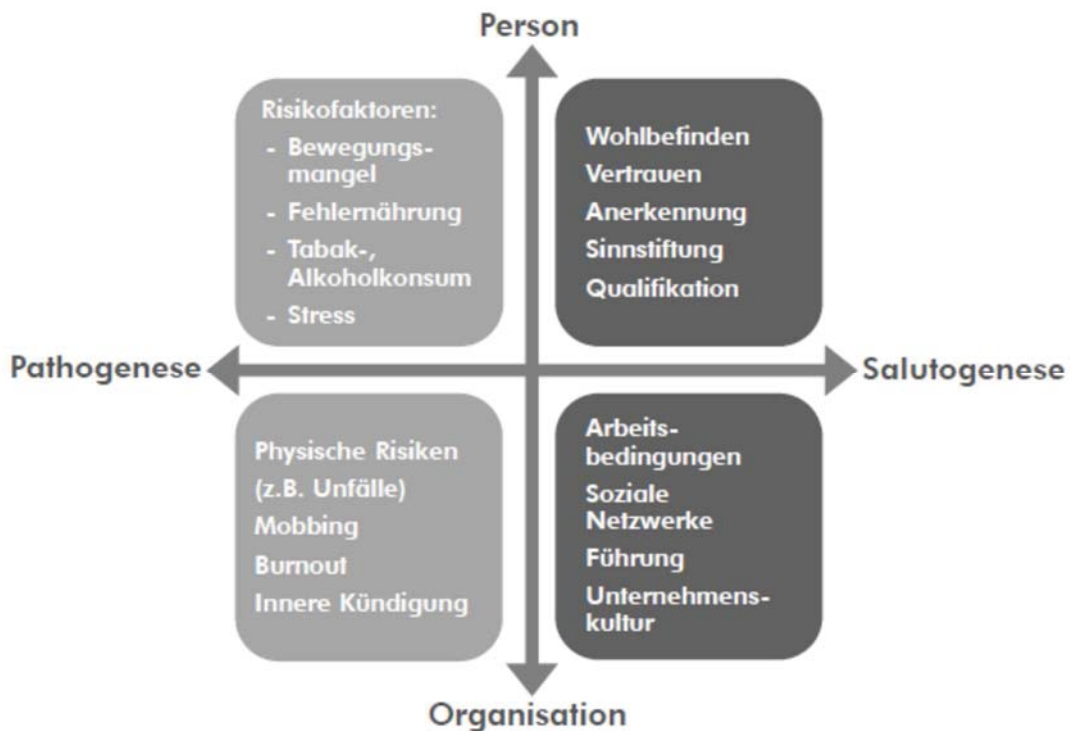 Person
Risikofaktoren:
- Bewegungs-
mangel
- Fehlernährung
- Tabak-,
Alkoholkonsum
- Stress
Wohlbefinden
Vertrauen
Anerkennung
Sinnstiftung
Qualifikation
Pathogenese
Salutogenese
Physische Risiken
(z.B. Unfälle)
Mobbing
Burnout
Innere Kündigung
Arbeits-
bedingungen
Soziale
Netzwerke
Führung
Unternehmens-
kultur
Organisation